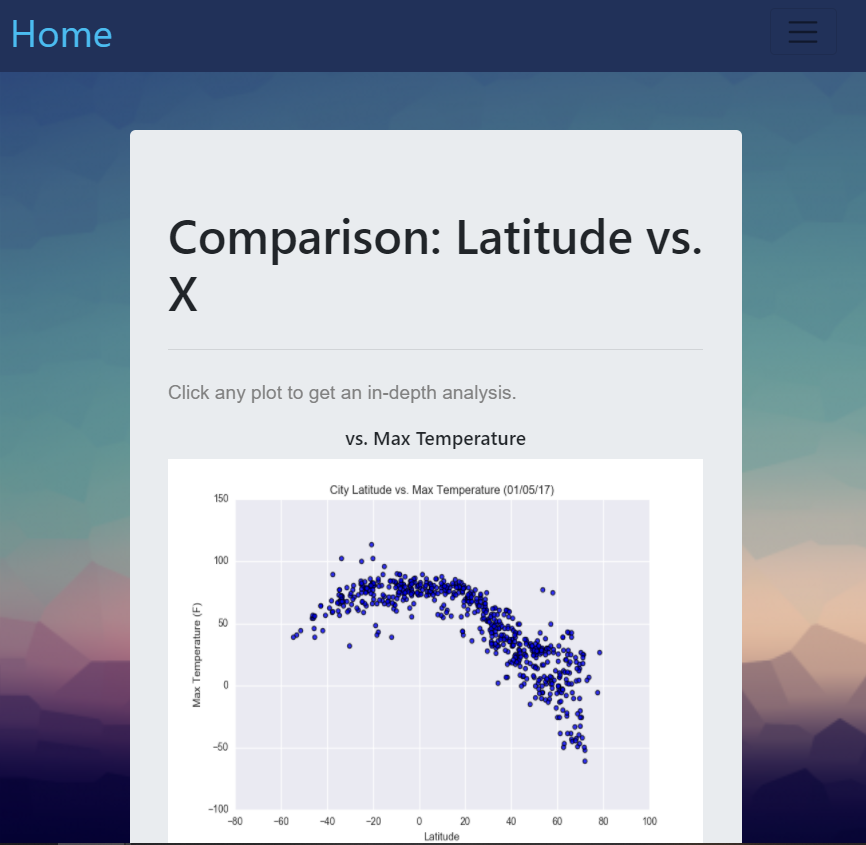 Home
Comparison: Latitude vs.
X
Click any plot to get an in-depth analysis.
vs. Max Temperature
City Latitude vs. Max Temperature (01/05/17)
150
100
50
0
−50
−100
Max Temperature (F)
−80 −60 −40 −20 0 20 40 60 80 100
Latitude